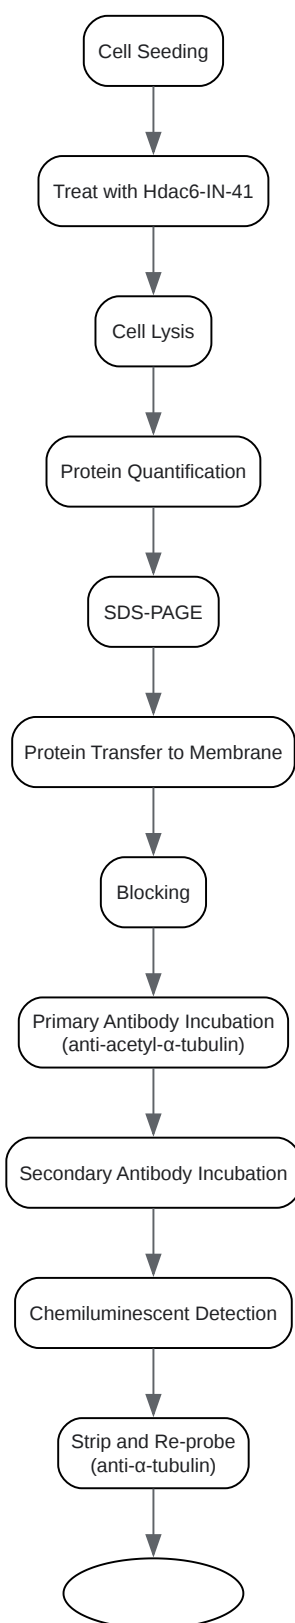 Cell Seeding
Treat with Hdac6-IN-41
Cell Lysis
Protein Quantification
SDS-PAGE
Protein Transfer to Membrane
Blocking
Primary Antibody Incubation
(anti-acetyl-α-tubulin)
Secondary Antibody Incubation
Chemiluminescent Detection
Strip and Re-probe
(anti-α-tubulin)